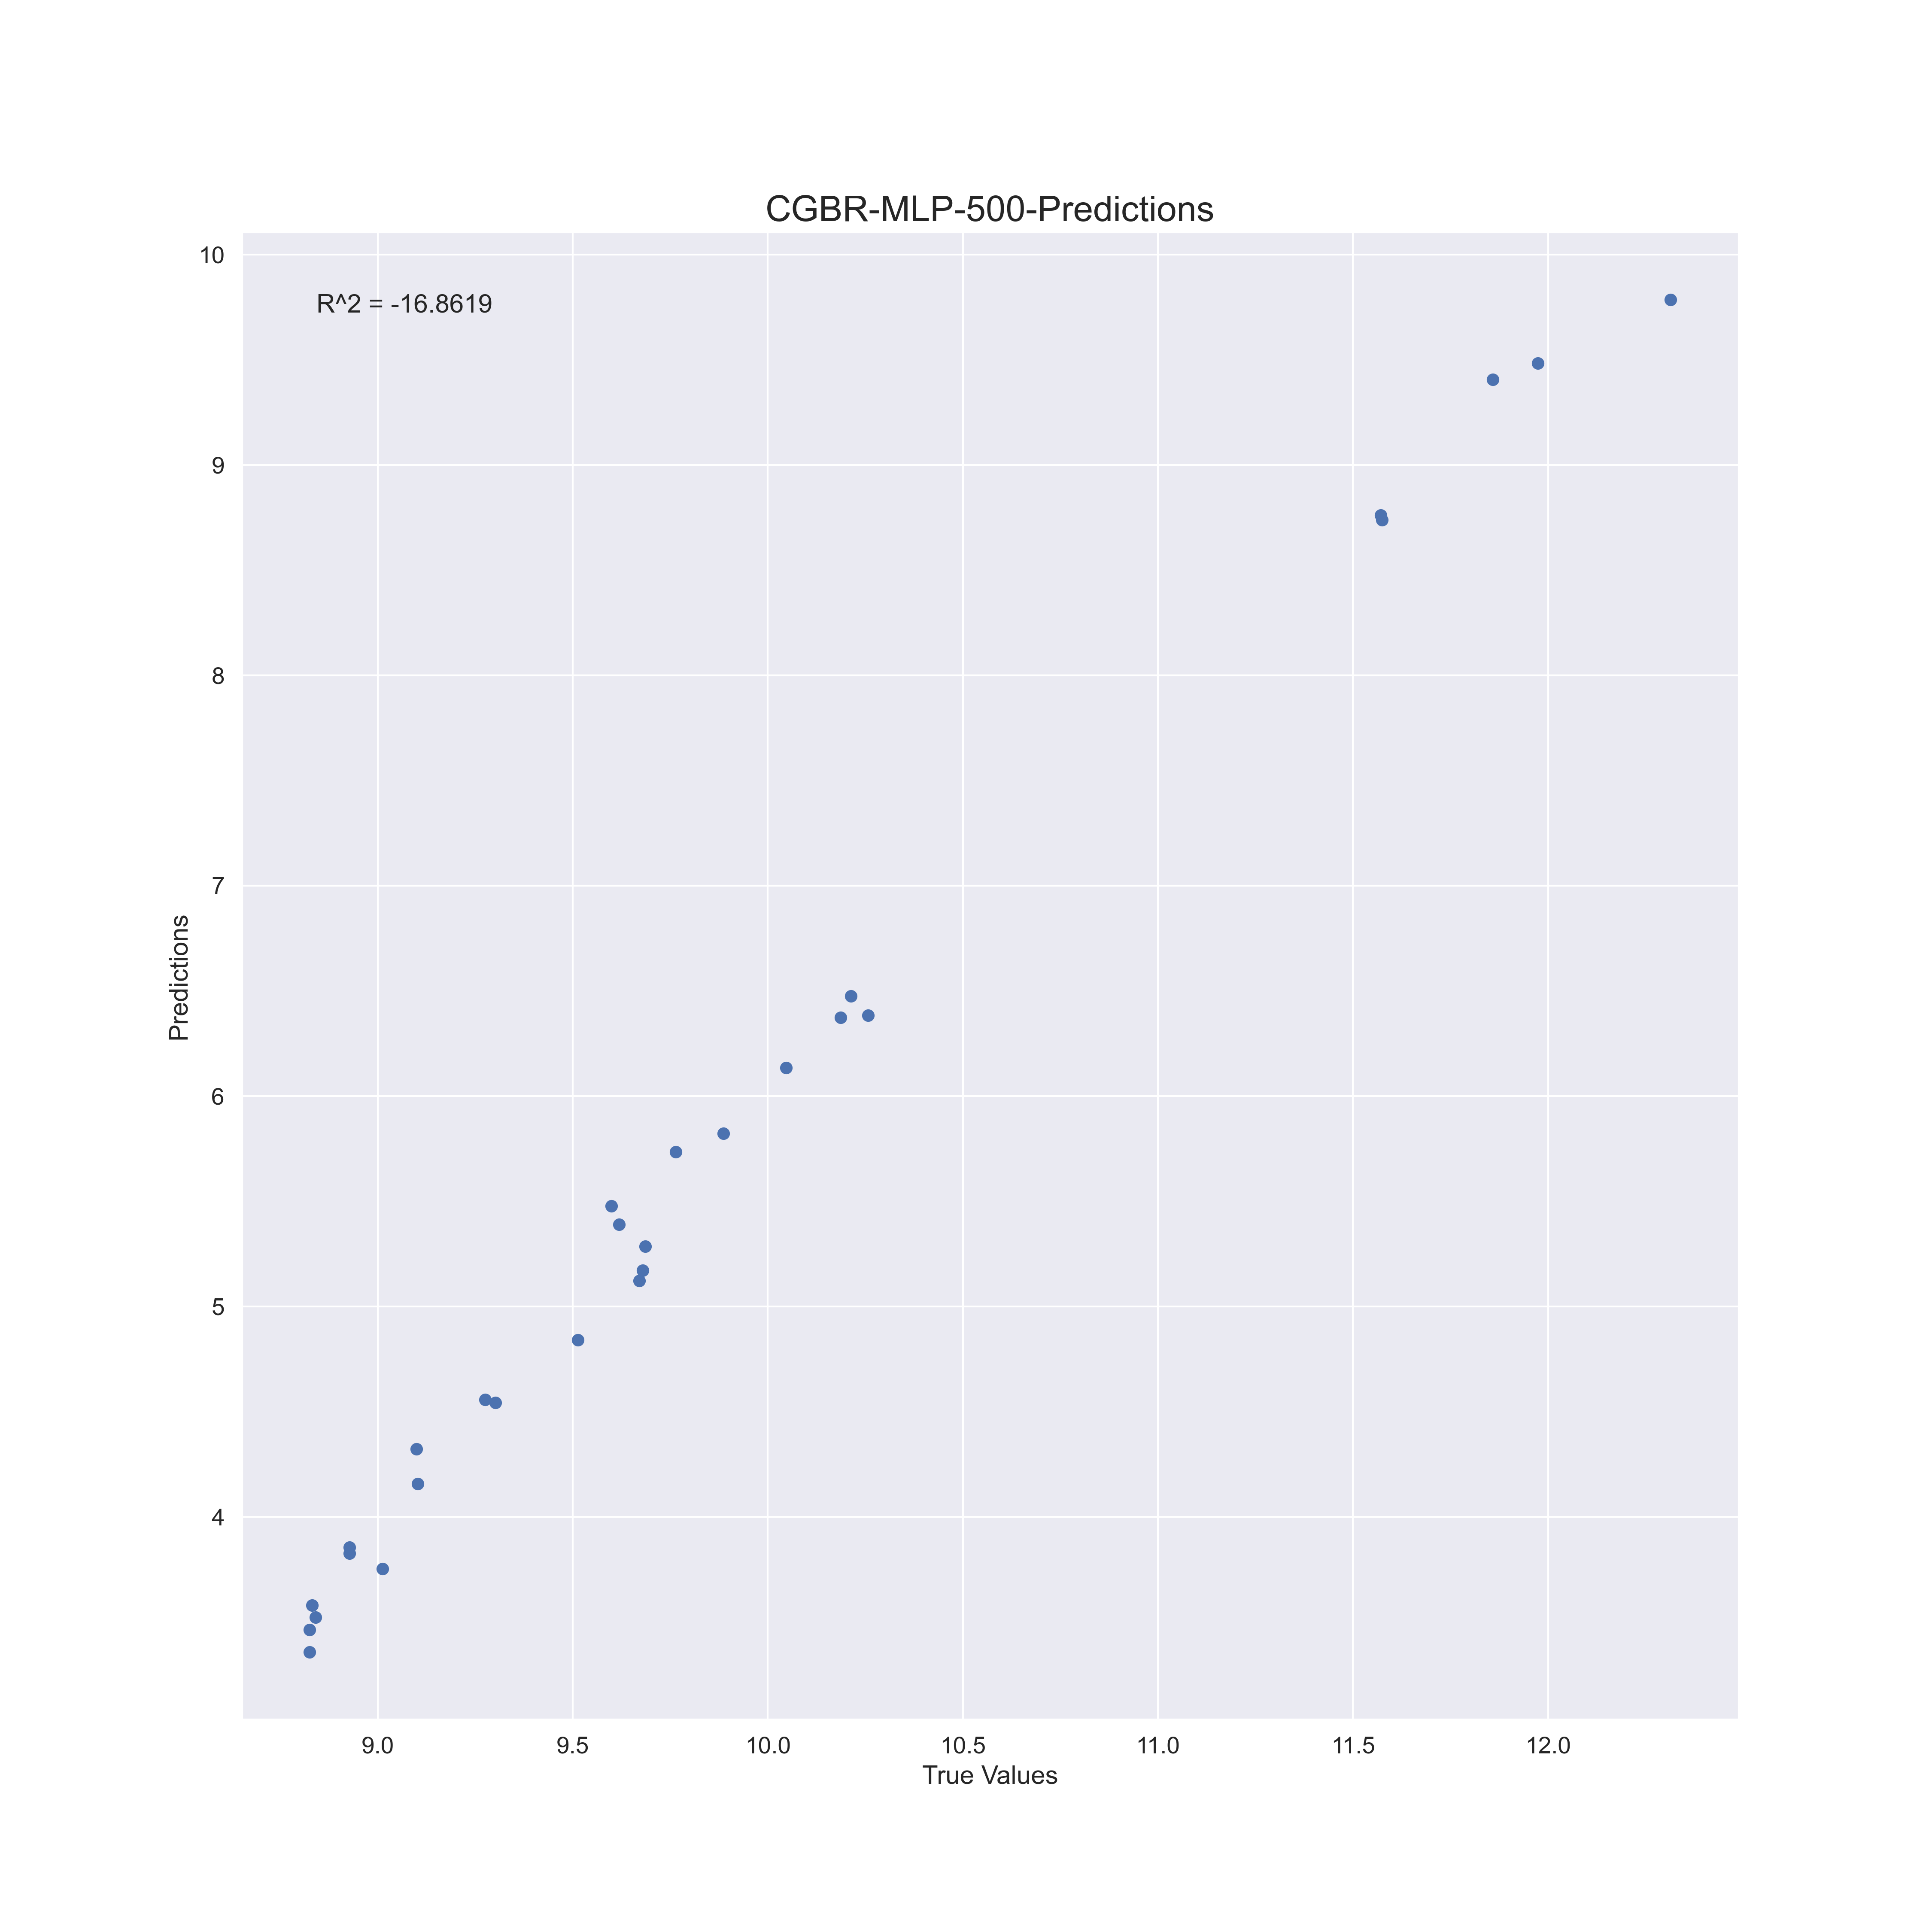 CGBR-MLP-500-Predictions
R^2 = -16.8619
10
9
8
7
6
5
4
Predictions
9.0 9.5 10.0 10.5 11.0 11.5 12.0
True Values